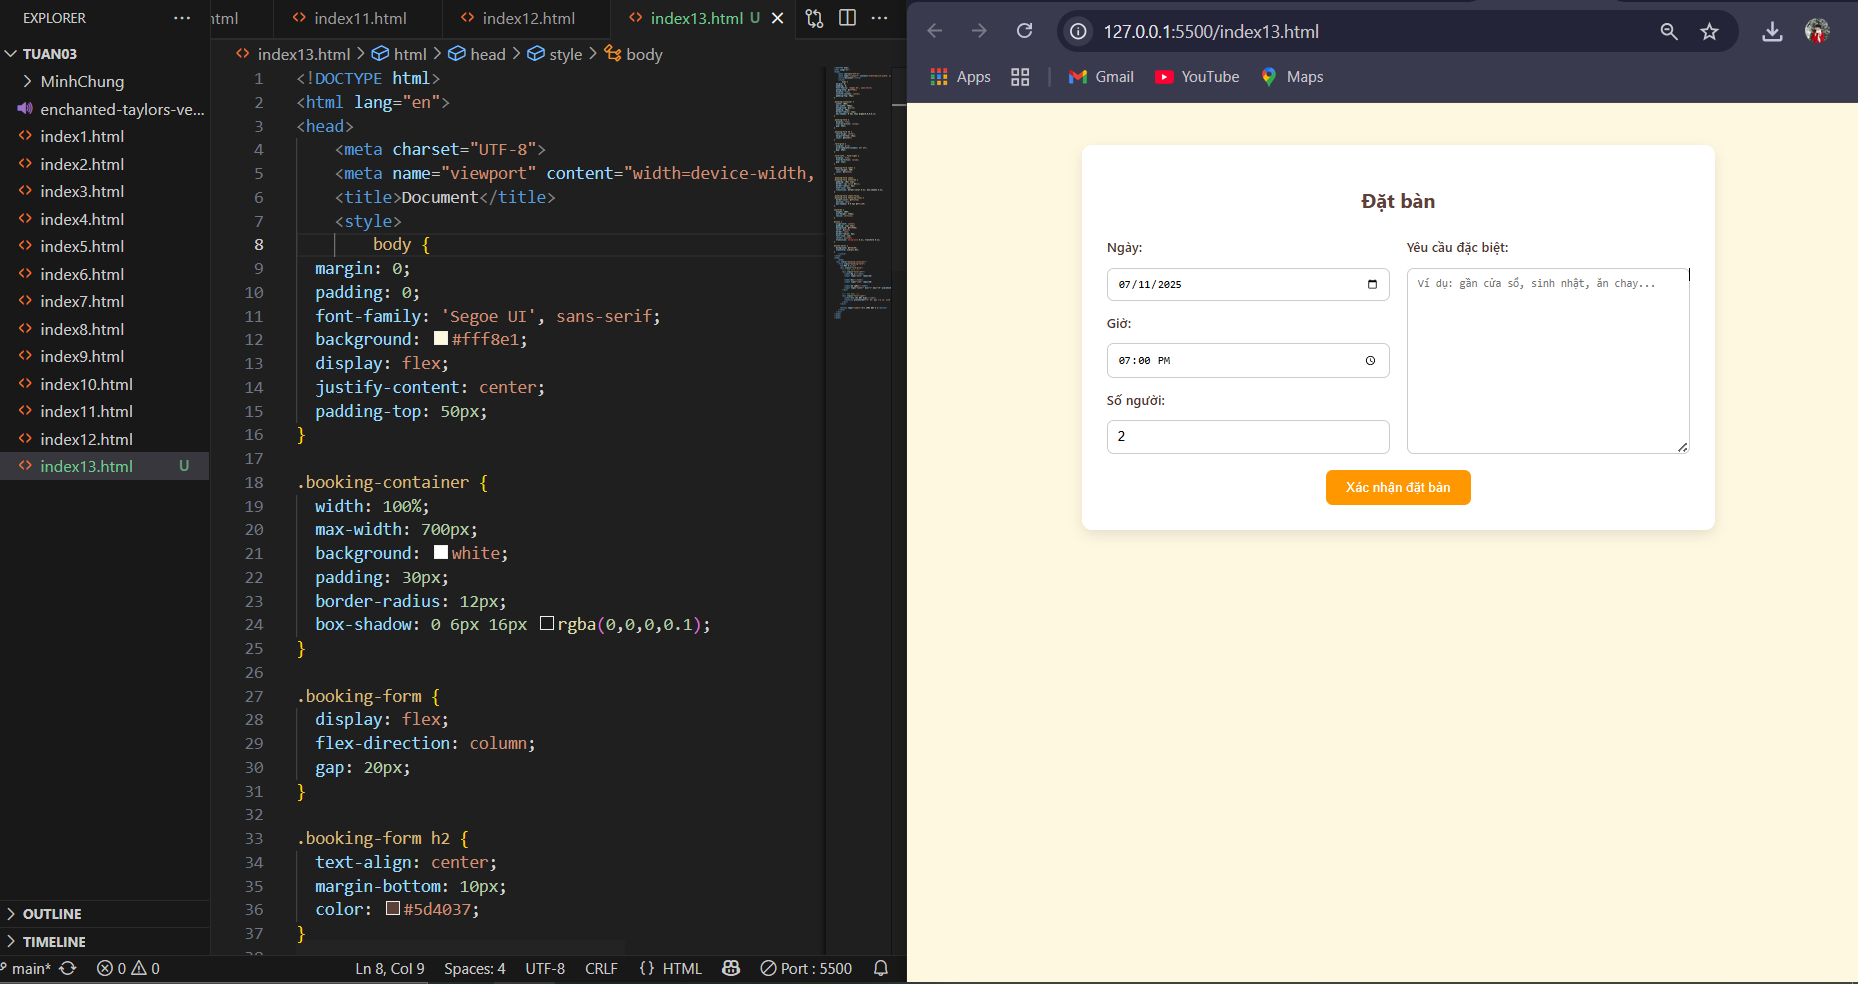 EXPLORER
TUAN03
MinhChung
enchanted-taylors-ve...
index1.html
index2.html
index3.html
index4.html
index5.html
index6.html
index7.html
index8.html
index9.html
index10.html
index11.html
index12.html
index13.html U
OUTLINE
TIMELINE
html index11.html index12.html index13.html U
index13.html > html > head > style > body
1 <!DOCTYPE html>
2 <html lang="en">
3 <head>
4 <meta charset="UTF-8">
5 <meta name="viewport" content="width=device-width,
6 <title>Document</title>
7 <style>
8 body {
9 margin: 0;
10 padding: 0;
11 font-family: 'Segoe UI', sans-serif;
12 background: #fff8e1;
13 display: flex;
14 justify-content: center;
15 padding-top: 50px;
16 }
17
18 .booking-container {
19 width: 100%;
20 max-width: 700px;
21 background: white;
22 padding: 30px;
23 border-radius: 12px;
24 box-shadow: 0 6px 16px rgba(0,0,0,0.1);
25 }
26
27 .booking-form {
28 display: flex;
29 flex-direction: column;
30 gap: 20px;
31 }
32
33 .booking-form h2 {
34 text-align: center;
35 margin-bottom: 10px;
36 color: #5d4037;
37 }
main* 0 0 Ln 8, Col 9 Spaces: 4 UTF-8 CRLF {} HTML Port : 5500
127.0.0.1:5500/index13.html
Apps Gmail YouTube Maps
Đặt bàn
Ngày:
07/11/2025
Giờ:
07:00 PM
Số người:
2
Yêu cầu đặc biệt:
Ví dụ: gần cửa sổ, sinh nhật, ăn chay...
Xác nhận đặt bàn